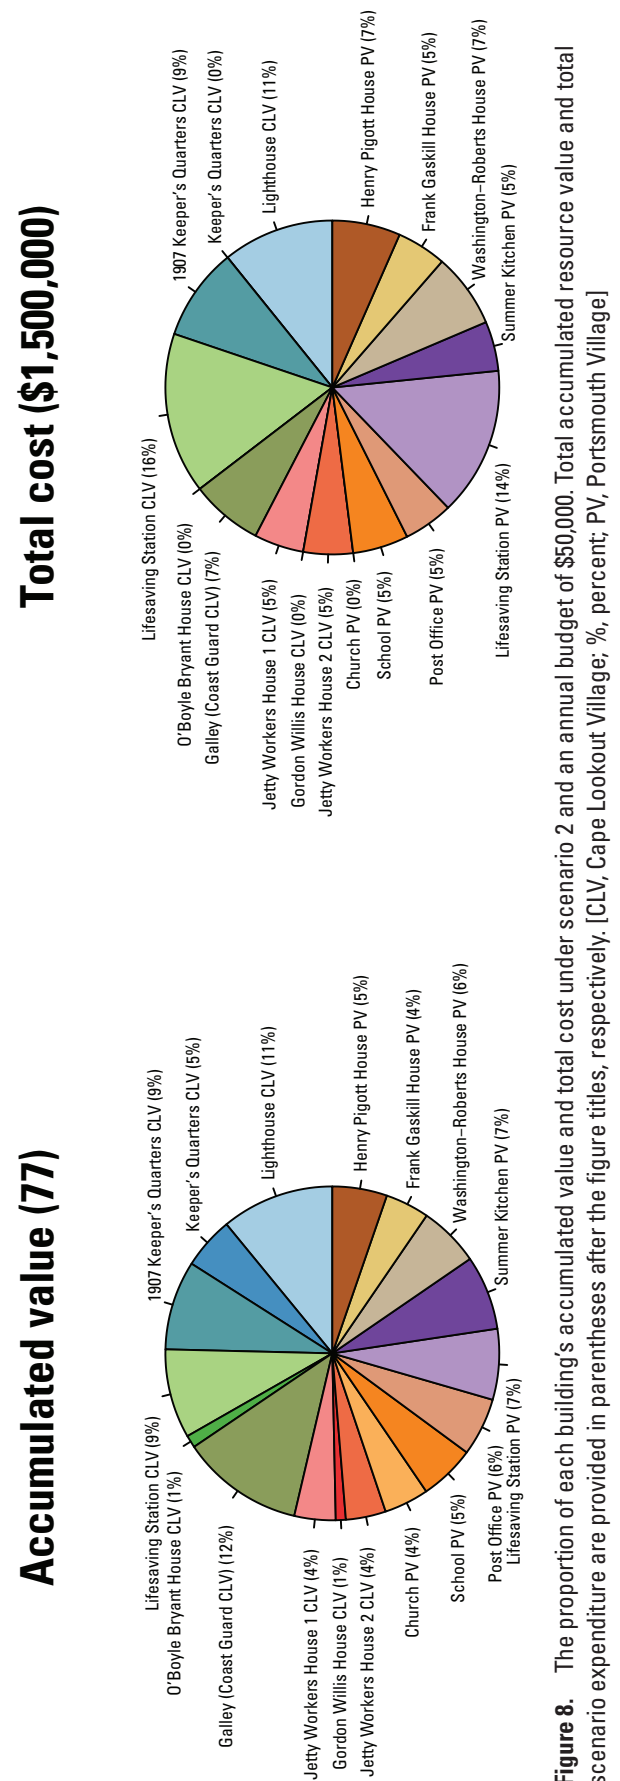 Accumulated value (77)
Lighthouse CLV (11%)
Keeper's Quarters CLV (5%)
1907 Keeper's Quarters CLV (9%)
Lifesaving Station CLV (9%)
O'Boyle Bryant House CLV (1%)
Galley (Coast Guard CLV) (12%)
Jetty Workers House 1 CLV (4%)
Gordon Willis House CLV (1%)
Jetty Workers House 2 CLV (4%)
Church PV (4%)
School PV (5%)
Post Office PV (6%)
Lifesaving Station PV (7%)
Summer Kitchen PV (7%)
Washington–Roberts House PV (6%)
Frank Gaskill House PV (4%)
Henry Pigott House PV (5%)
Total cost ($1,500,000)
Lighthouse CLV (11%)
Keeper's Quarters CLV (0%)
1907 Keeper's Quarters CLV (9%)
Lifesaving Station CLV (16%)
O'Boyle Bryant House CLV (0%)
Galley (Coast Guard CLV) (7%)
Jetty Workers House 1 CLV (5%)
Gordon Willis House CLV (0%)
Jetty Workers House 2 CLV (5%)
Church PV (0%)
School PV (5%)
Post Office PV (5%)
Lifesaving Station PV (14%)
Summer Kitchen PV (5%)
Washington–Roberts House PV (7%)
Frank Gaskill House PV (5%)
Henry Pigott House PV (7%)
Figure 8. The proportion of each building's accumulated value and total cost under scenario 2 and an annual budget of $50,000. Total accumulated resource value and total
scenario expenditure are provided in parentheses after the figure titles, respectively. [CLV, Cape Lookout Village; %, percent; PV, Portsmouth Village]